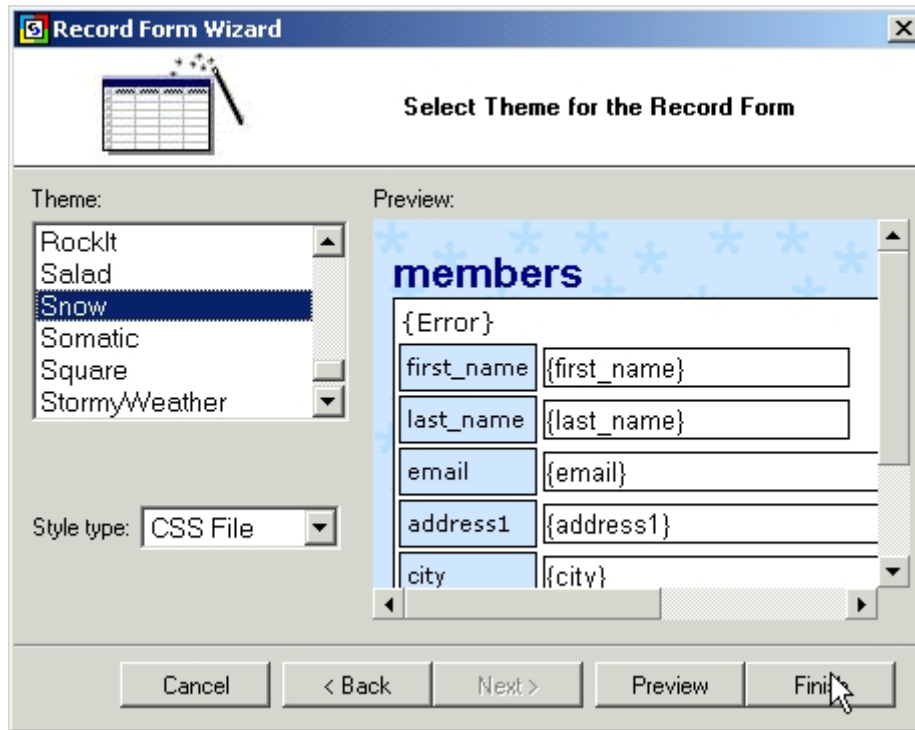 Record Form Wizard
Select Theme for the Record Form
Theme:
RockIt
Salad
Snow
Somatic
Square
StormyWeather
Style type: CSS File
Preview:
members
{Error}
first_name {first_name}
last_name {last_name}
email {email}
address1 {address1}
city {city}
Cancel < Back Next > Preview Finish